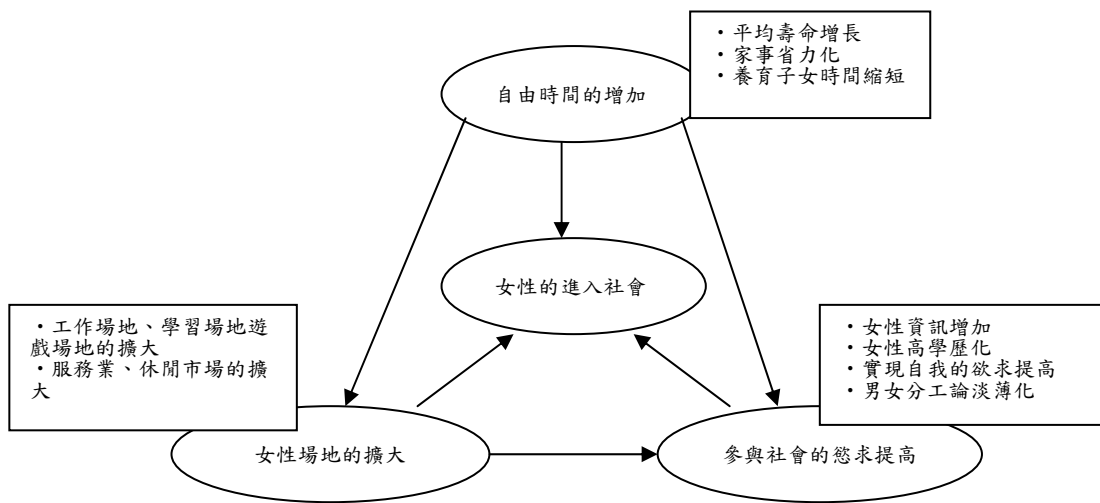 ・平均壽命增長
・家事省力化
・養育子女時間縮短
自由時間的增加
女性的進入社會
・工作場地、學習場地遊
戲場地的擴大
・服務業、休閒市場的擴
大
・女性資訊增加
・女性高學歷化
・實現自我的欲求提高
・男女分工論淡薄化
女性場地的擴大
參與社會的慾求提高